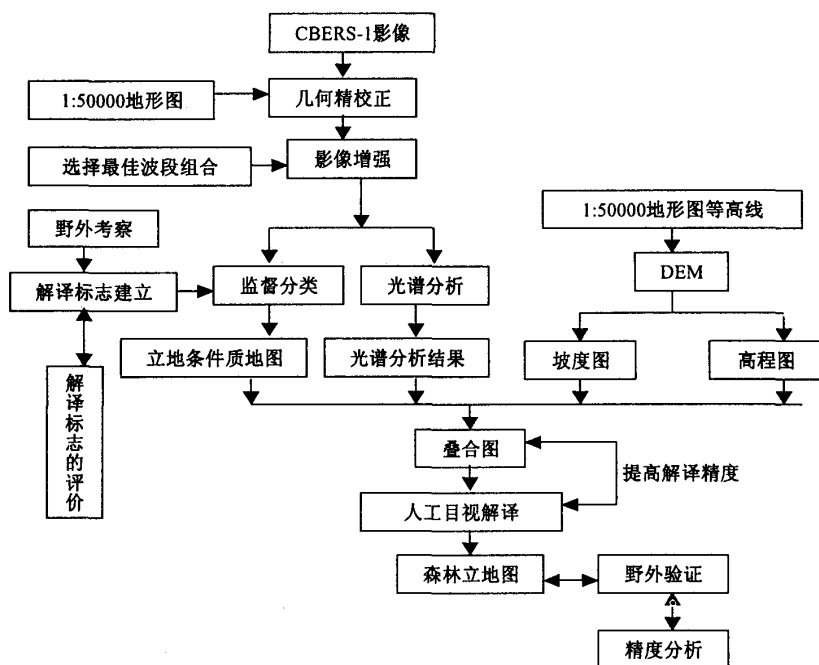 CBERS-1影像
1:50000地形图
几何精校正
选择最佳波段组合
影像增强
1:50000地形图等高线
野外考察
DEM
解译标志建立
监督分类
光谱分析
立地条件质地图
光谱分析结果
坡度图
高程图
解译标志的评价
叠合图
提高解译精度
人工目视解译
森林立地图
野外验证
精度分析